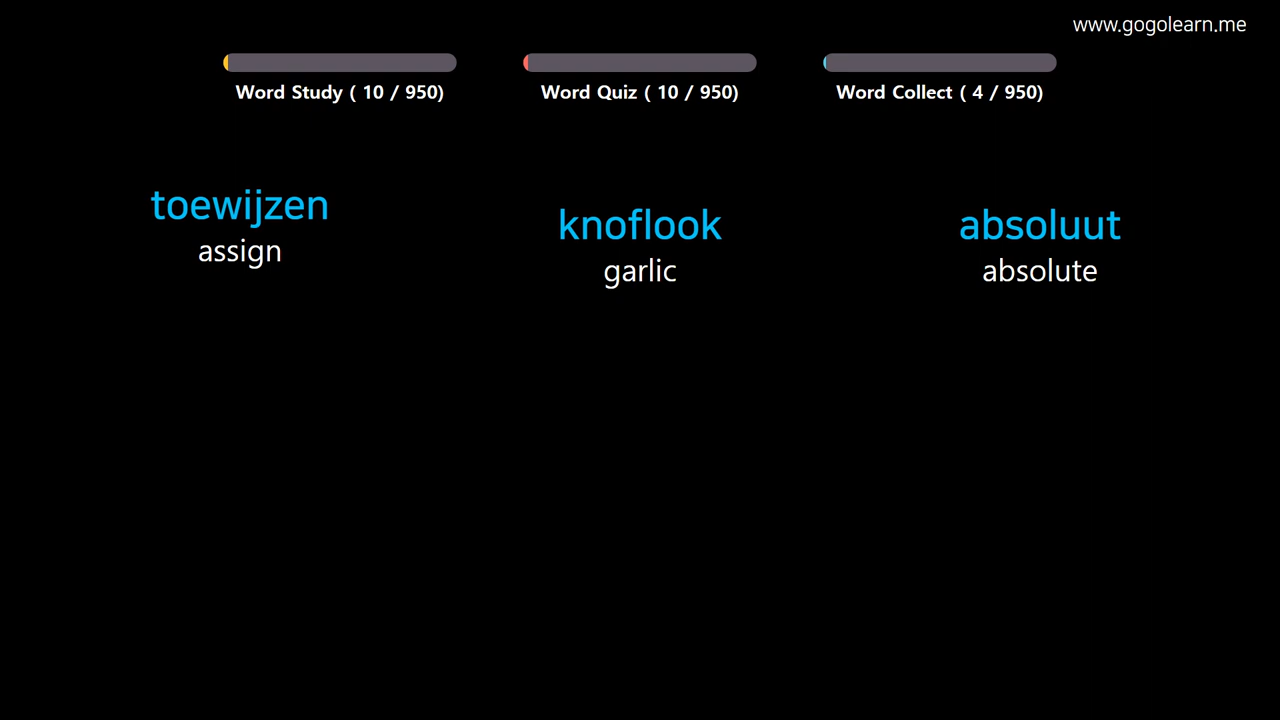 www.gogolearn.me
Word Study ( 10 / 950)
Word Quiz ( 10 / 950)
Word Collect ( 4 / 950)
toewijzen
assign
knoflook
garlic
absoluut
absolute